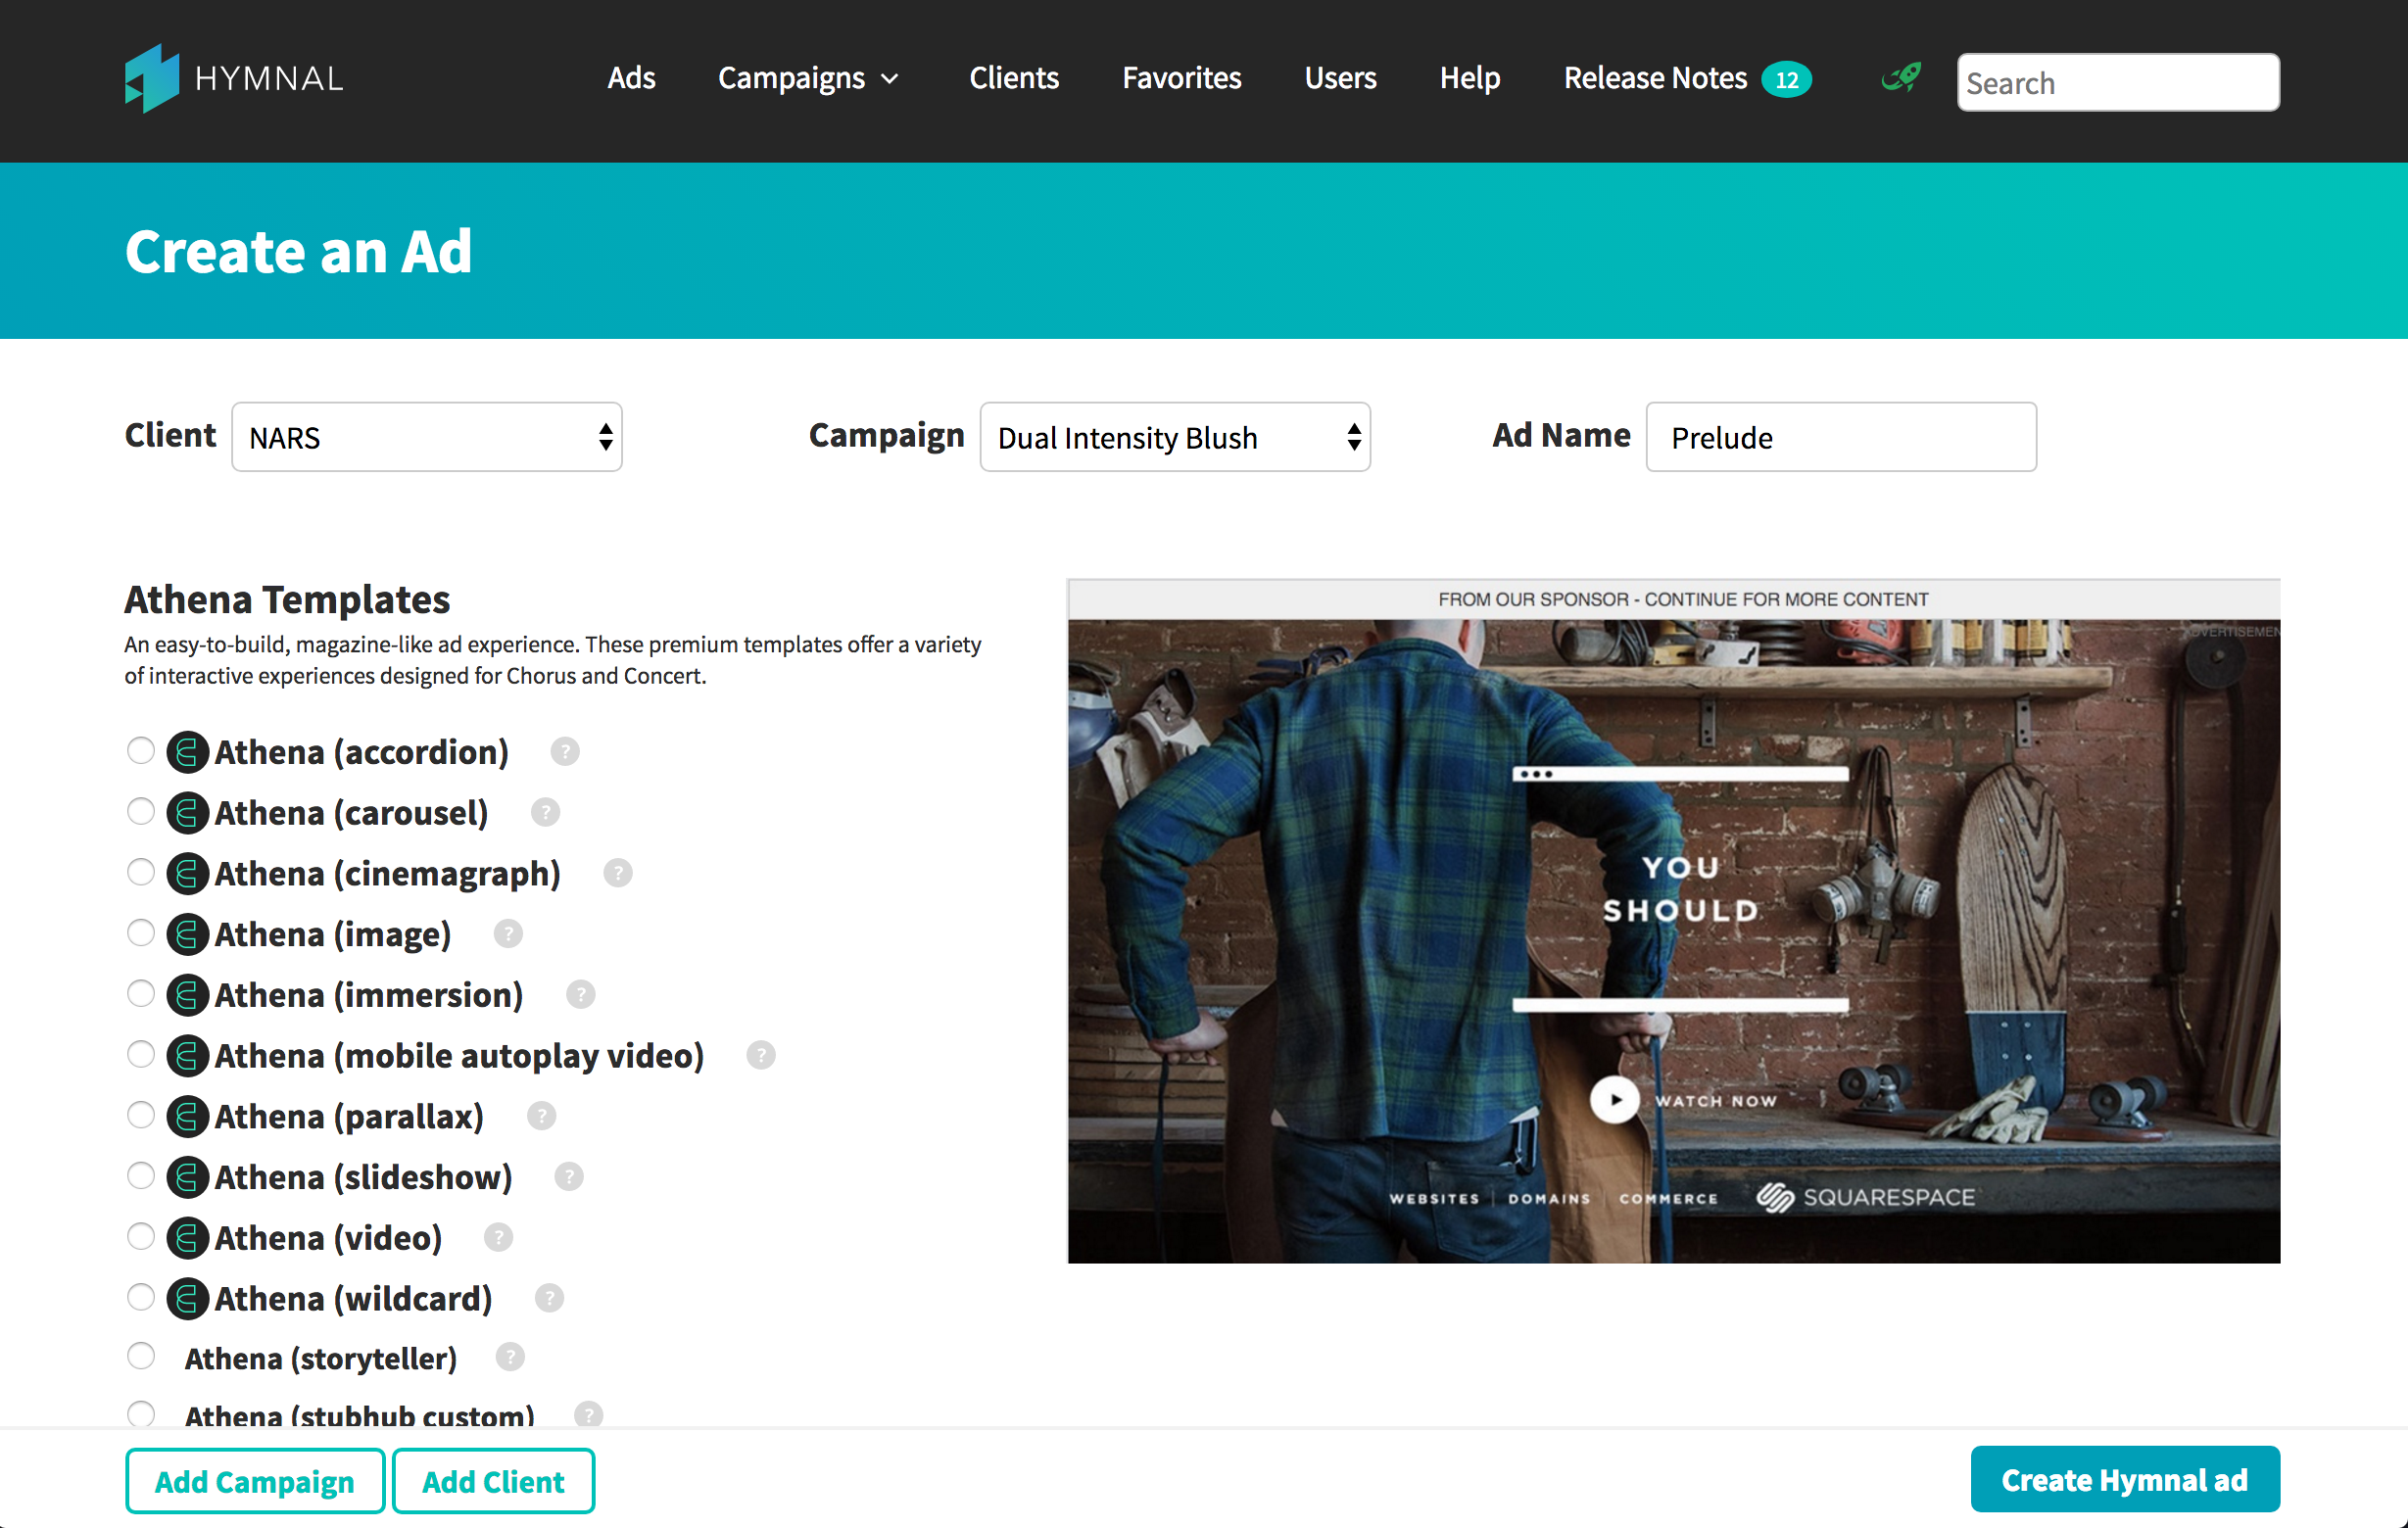 HYMNAL
Ads Campaigns Clients Favorites Users Help Release Notes 12 Search
Create an Ad
Client NARS Campaign Dual Intensity Blush Ad Name Prelude
Athena Templates
An easy-to-build, magazine-like ad experience. These premium templates offer a variety
of interactive experiences designed for Chorus and Concert.
Athena (accordion) ?
Athena (carousel) ?
Athena (cinemagraph) ?
Athena (image) ?
Athena (immersion) ?
Athena (mobile autoplay video) ?
Athena (parallax) ?
Athena (slideshow) ?
Athena (video) ?
Athena (wildcard) ?
Athena (storyteller) ?
Athena (stubhub custom) ?
FROM OUR SPONSOR - CONTINUE FOR MORE CONTENT
YOU
SHOULD
WATCH NOW
WEBSITES | DOMAINS | COMMERCE SQUARESPACE
Add Campaign Add Client Create Hymnal ad